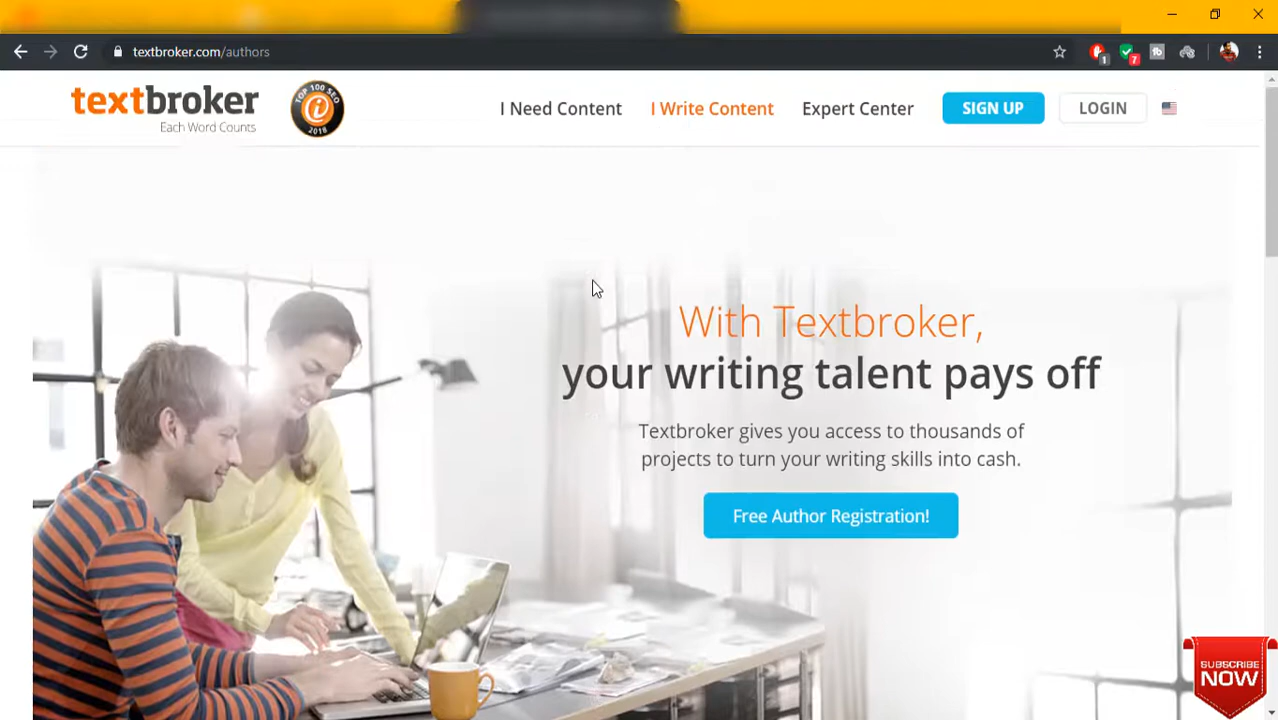 textbroker.com/authors
1
7
textbroker
Each Word Counts
TOP 100 SEO
2018
I Need Content
I Write Content
Expert Center
SIGN UP
LOGIN
With Textbroker,
your writing talent pays off
Textbroker gives you access to thousands of
projects to turn your writing skills into cash.
Free Author Registration!
SUBSCRIBE
NOW